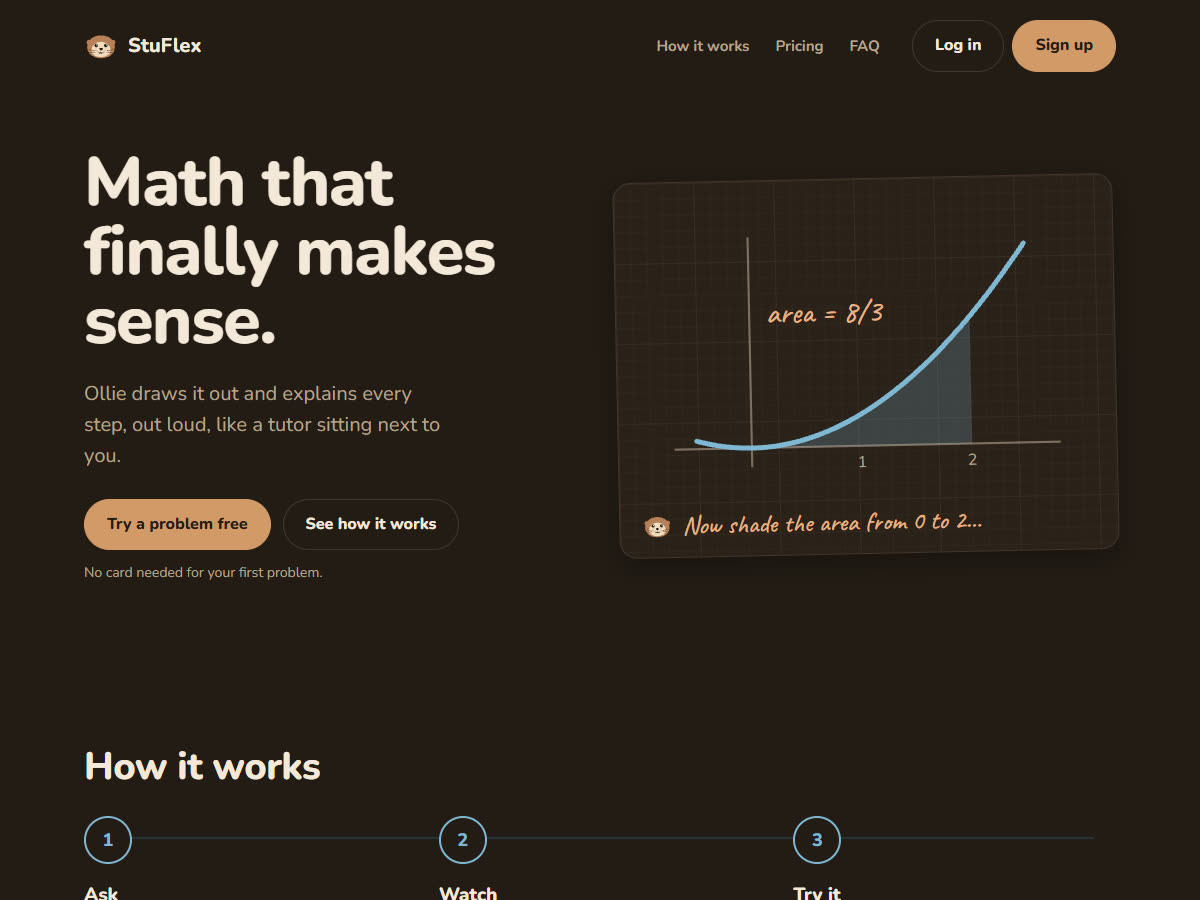 StuFlex
How it works
Pricing
FAQ
Log in
Sign up
Math that
finally makes
sense.
Ollie draws it out and explains every
step, out loud, like a tutor sitting next to
you.
Try a problem free
See how it works
No card needed for your first problem.
area = 8/3
1
2
Now shade the area from 0 to 2...
How it works
1
2
3
Ask
Watch
Try it